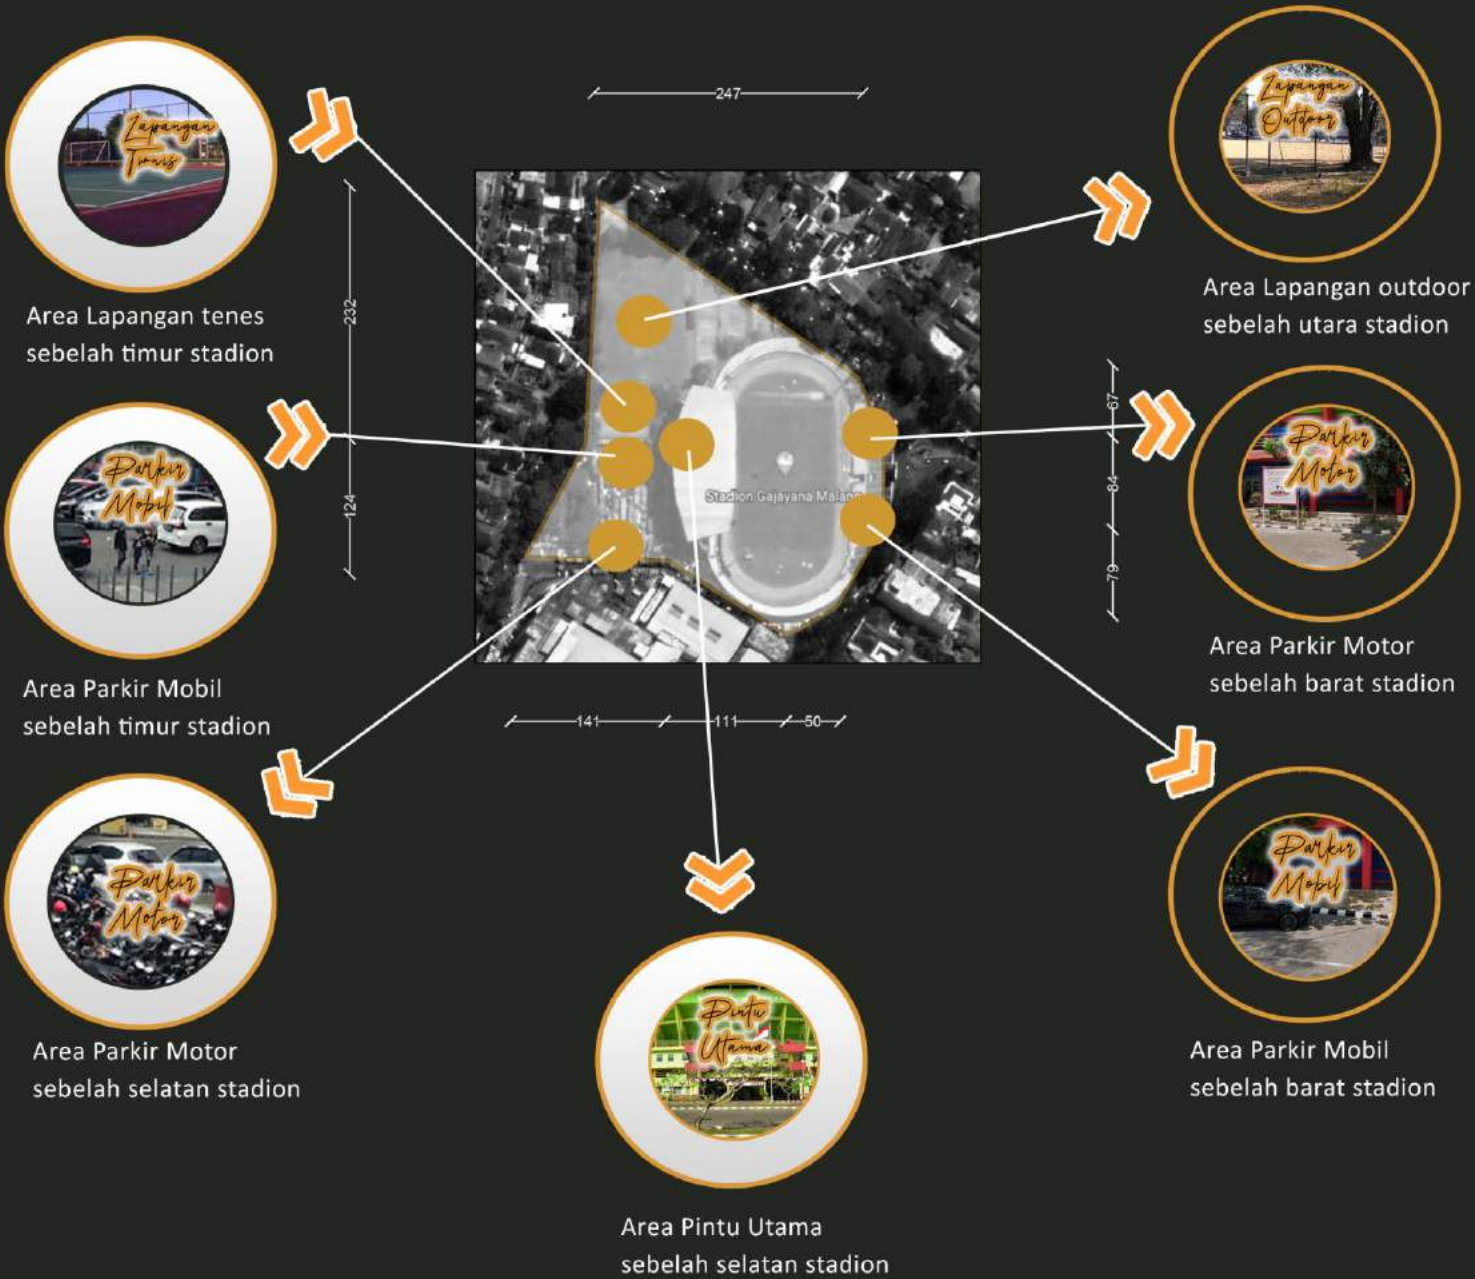 Lapangan
Tenis
Area Lapangan tenes
sebelah timur stadion
Parkir
Mobil
Area Parkir Mobil
sebelah timur stadion
Parkir
Motor
Area Parkir Motor
sebelah selatan stadion
247
232
124
Stadion Gajayana Malang
141
111
50
67
84
79
Pintu
Utama
Area Pintu Utama
sebelah selatan stadion
Lapangan
Outdoor
Area Lapangan outdoor
sebelah utara stadion
Parkir
Motor
Area Parkir Motor
sebelah barat stadion
Parkir
Mobil
Area Parkir Mobil
sebelah barat stadion